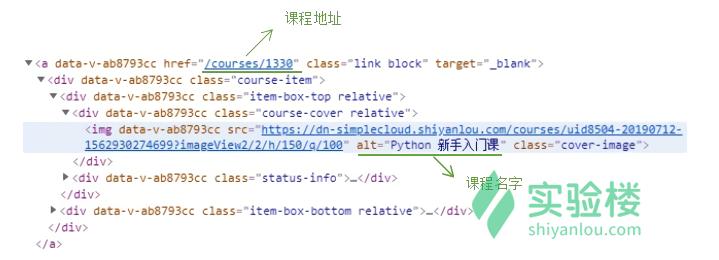 课程地址
<a data-v-ab8793cc href="/courses/1330" class="link block" target="_blank">
<div data-v-ab8793cc class="course-item">
<div data-v-ab8793cc class="item-box-top relative">
<div data-v-ab8793cc class="course-cover relative">
<img data-v-ab8793cc src="https://dn-simplecloud.shiyanlou.com/courses/uid8504-20190712-
1562930274699?imageView2/2/h/150/q/100" alt="Python 新手入门课" class="cover-image">
</div>
<div data-v-ab8793cc class="status-info">…</div>
课程名字
</div>
<div data-v-ab8793cc class="item-box-bottom relative">…</div>
</div>
</a>
实验楼
shiyanlou.com